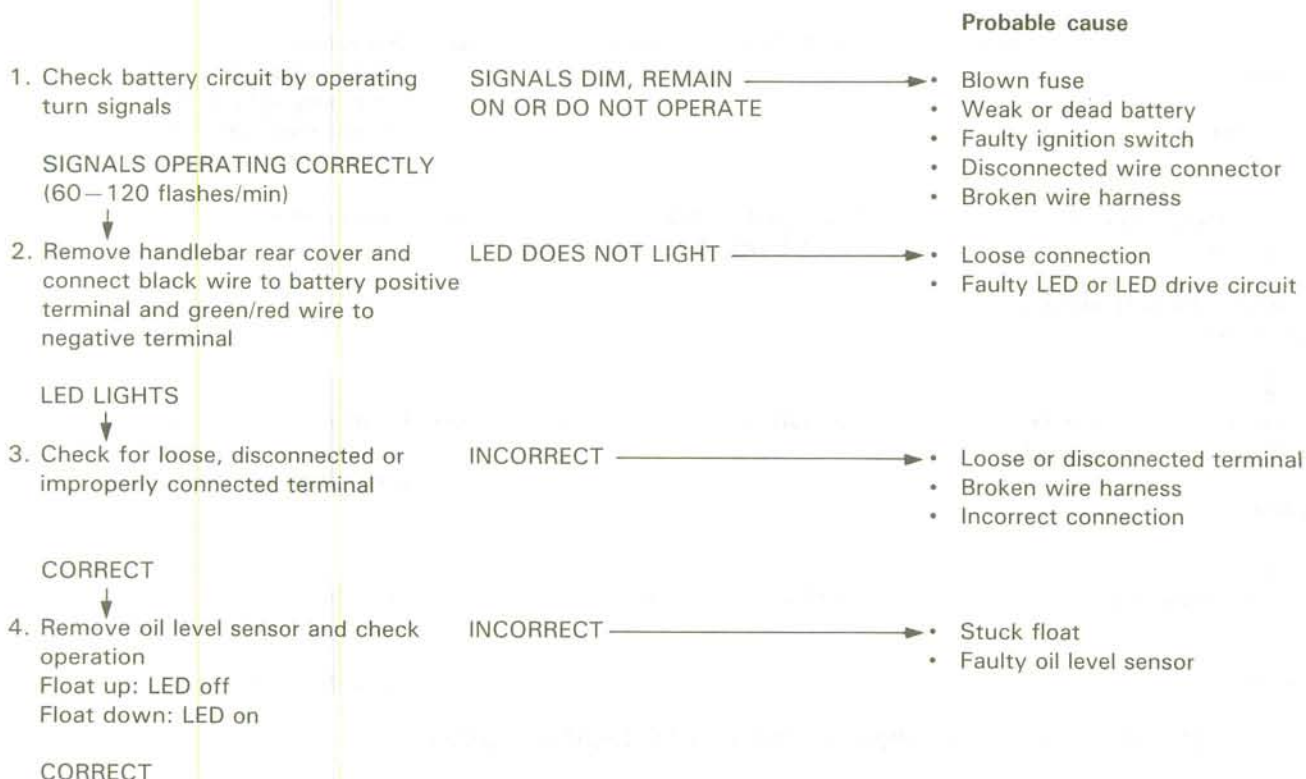 Probable cause
1. Check battery circuit by operating
turn signals
SIGNALS DIM, REMAIN
ON OR DO NOT OPERATE
• Blown fuse
• Weak or dead battery
• Faulty ignition switch
• Disconnected wire connector
• Broken wire harness
SIGNALS OPERATING CORRECTLY
(60–120 flashes/min)
2. Remove handlebar rear cover and
connect black wire to battery positive
terminal and green/red wire to
negative terminal
LED DOES NOT LIGHT
• Loose connection
• Faulty LED or LED drive circuit
LED LIGHTS
3. Check for loose, disconnected or
improperly connected terminal
INCORRECT
• Loose or disconnected terminal
• Broken wire harness
• Incorrect connection
CORRECT
4. Remove oil level sensor and check
operation
Float up: LED off
Float down: LED on
INCORRECT
• Stuck float
• Faulty oil level sensor
CORRECT